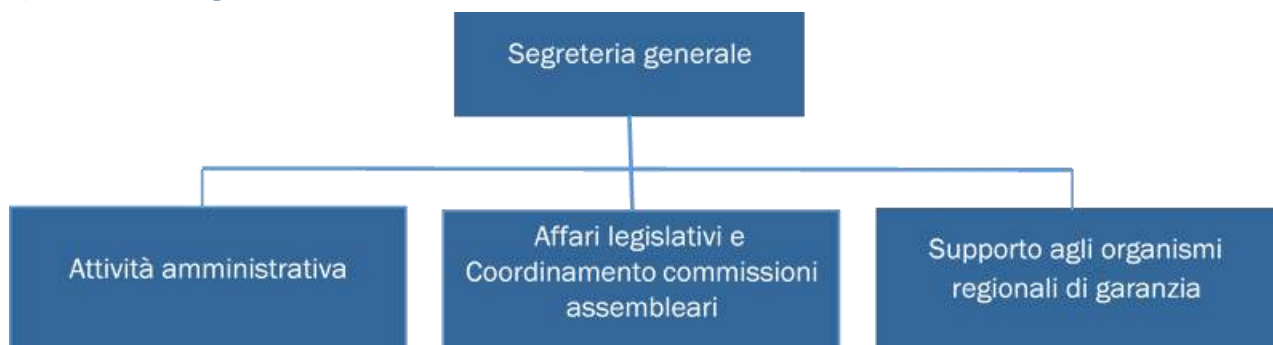 Segreteria generale
Attività amministrativa
Affari legislativi e
Coordinamento commissioni
assembleari
Supporto agli organismi
regionali di garanzia